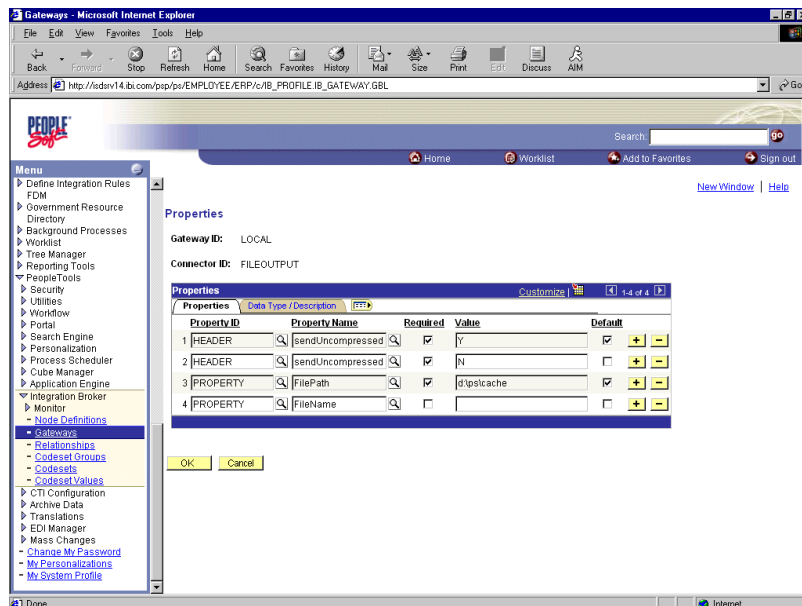 Gateways - Microsoft Internet Explorer
File Edit View Favorites Tools Help
Back Forward Stop Refresh Home Search Favorites History Mail Size Print Edit Discuss AIM
Address http://isdsrv14.ibi.com/psp/ps/EMPLOYEE/ERP/c/IB_PROFILE.IB_GATEWAY.GBL Go
PEOPLE
Soft
Search: go
Home Worklist Add to Favorites Sign out
Menu
New Window | Help
Define Integration Rules
FDM
Government Resource
Directory
Background Processes
Worklist
Tree Manager
Reporting Tools
PeopleTools
Security
Utilities
Workflow
Portal
Search Engine
Personalization
Process Scheduler
Cube Manager
Application Engine
Integration Broker
Monitor
- Node Definitions
- Gateways
- Relationships
- Codeset Groups
- Codesets
- Codeset Values
CTI Configuration
Archive Data
Translations
EDI Manager
Mass Changes
- Change My Password
- My Personalizations
- My System Profile
Properties
Gateway ID: LOCAL
Connector ID: FILEOUTPUT
Properties Customize | 1-4 of 4
Properties Data Type / Description
Property ID Property Name Required Value Default
1 HEADER sendUncompressed Y + -
2 HEADER sendUncompressed N + -
3 PROPERTY FilePath d:\ps\cache + -
4 PROPERTY FileName + -
OK Cancel
Done Internet